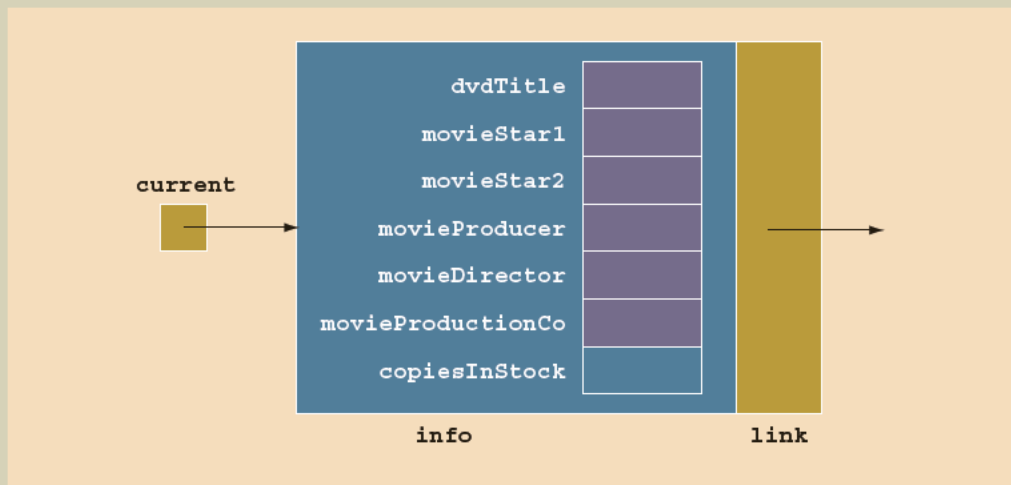 dvdTitle
movieStar1
movieStar2
current
movieProducer
movieDirector
movieProductionCo
copiesInStock
info link